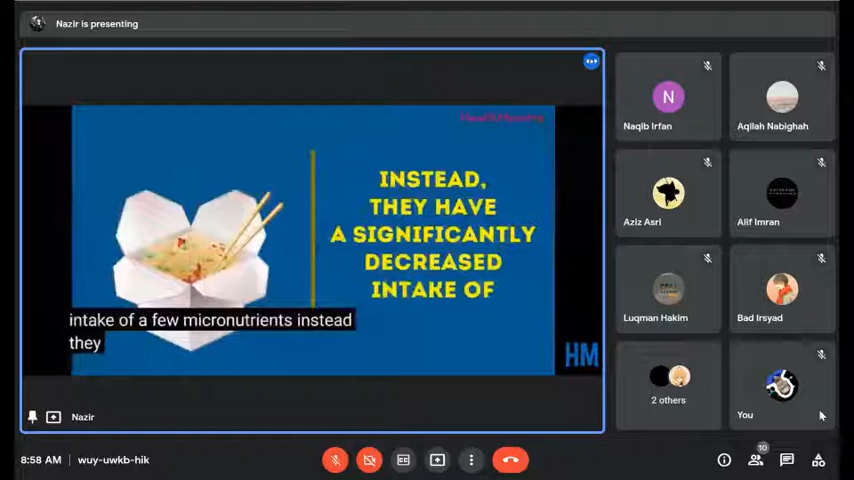 Nazir is presenting
INSTEAD,
THEY HAVE
A SIGNIFICANTLY
DECREASED
INTAKE OF
intake of a few micronutrients instead
they
HM
Nazir
N
Naqib Irfan
Aqilah Nabighah
Aziz Asri
Alif Imran
Luqman Hakim
Bad Irsyad
2 others
You
8:58 AM | wuy-uwkb-hik
10